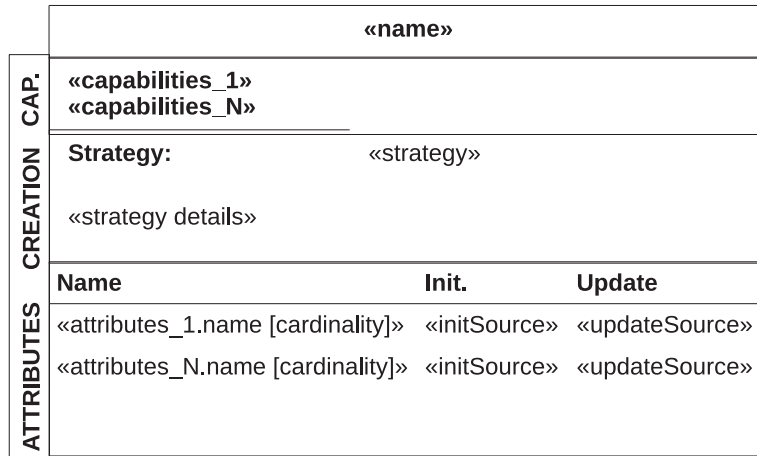 «name»
CAP.
«capabilities_1»
«capabilities_N»
CREATION
Strategy: «strategy»
«strategy details»
ATTRIBUTES
Name Init. Update
«attributes_1.name [cardinality]» «initSource» «updateSource»
«attributes_N.name [cardinality]» «initSource» «updateSource»